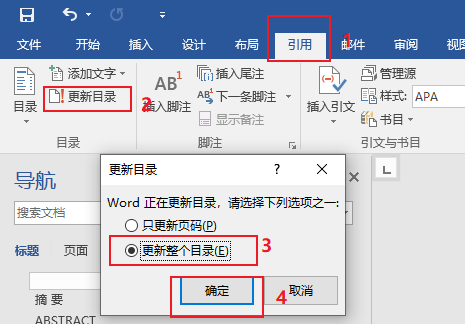 文件 开始 插入 设计 布局 引用 1 邮件 审阅 视图
目录
添加文字
更新目录
2
目录
AB1
插入脚注
插入尾注
下一条脚注
显示备注
脚注
插入引文
管理源
样式: APA
书目
引文与书目
导航
搜索文档
标题 页面
摘 要
ABSTRACT
更新目录
Word 正在更新目录，请选择下列选项之一:
只更新页码(P)
更新整个目录(E)
3
确定
4
取消